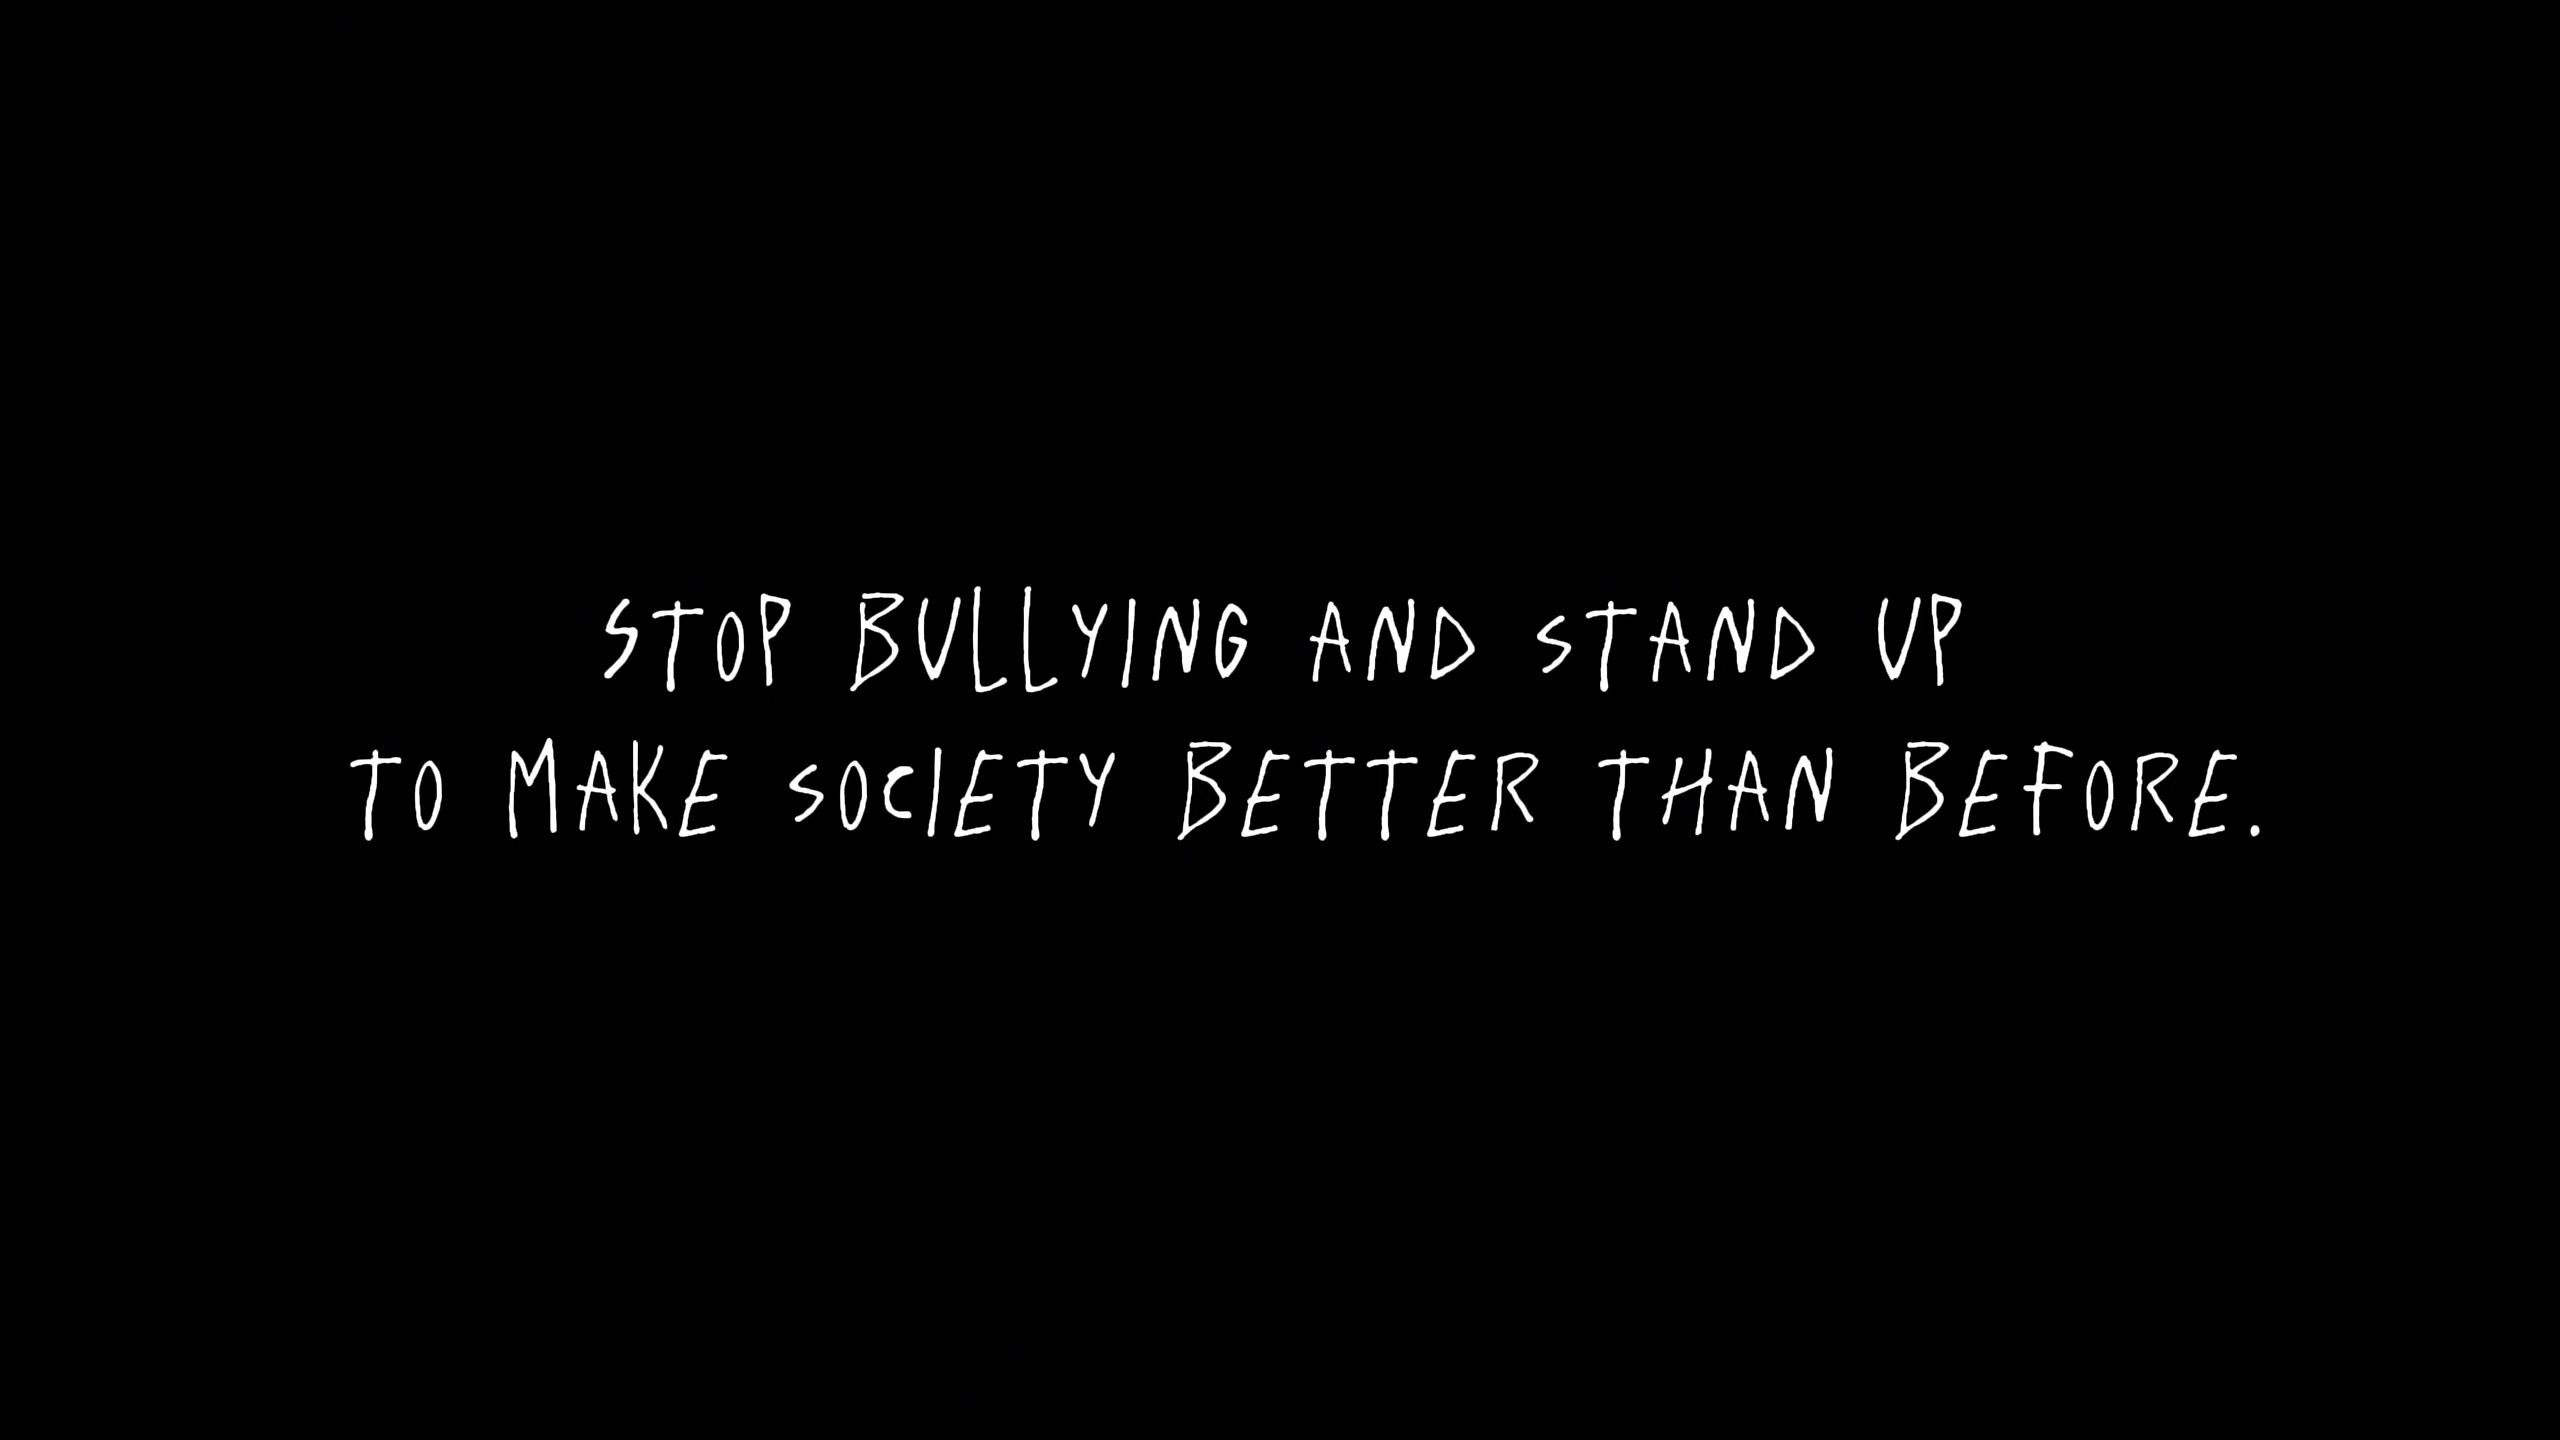 STOP BULLYING AND STAND UP
TO MAKE SOCIETY BETTER THAN BEFORE.